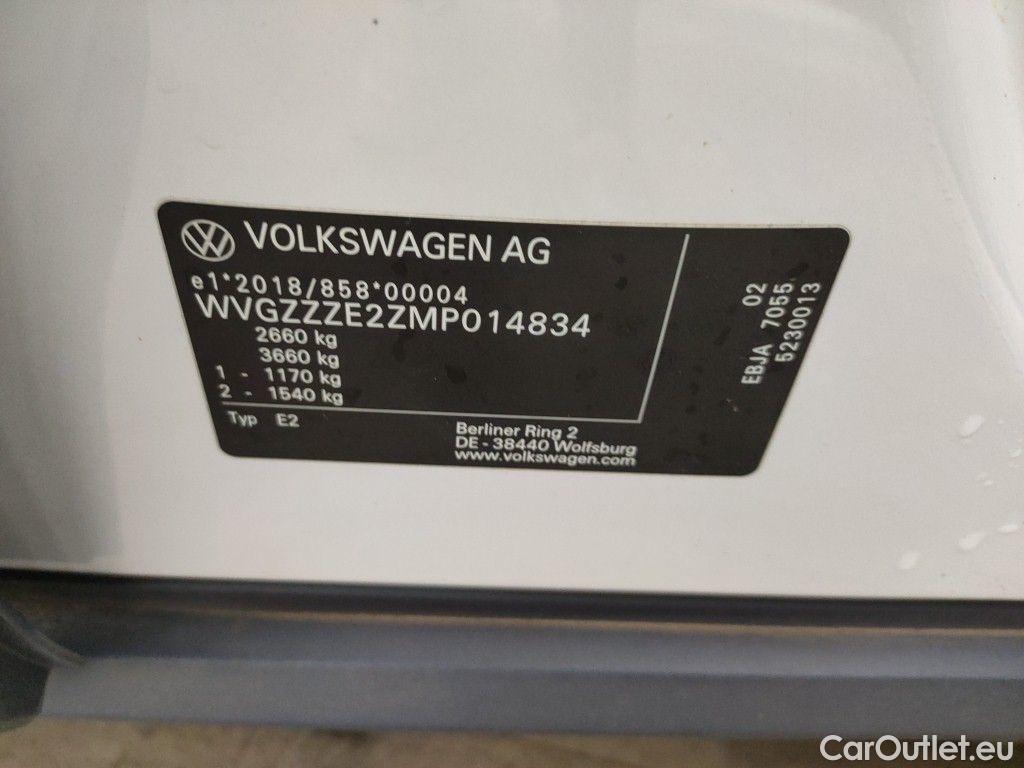 VOLKSWAGEN AG
e1*2018/858*00004
WVGZZZE2ZMP014834
2660 kg
3660 kg
1 - 1170 kg
2 - 1540 kg
Typ E2
Berliner Ring 2
DE - 38440 Wolfsburg
www.volkswagen.com
02
EBJA 7055
5230013
CarOutlet.eu